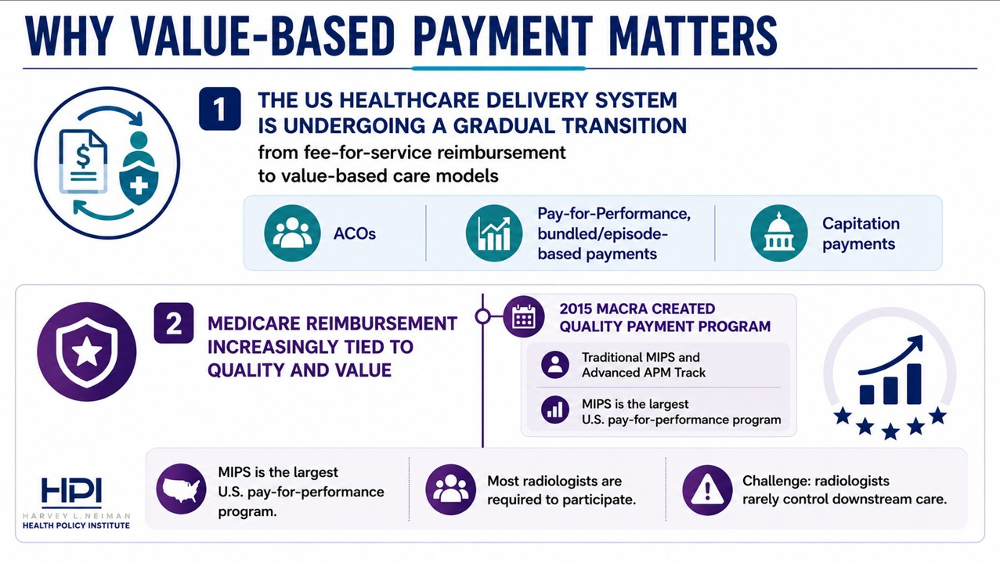 WHY VALUE-BASED PAYMENT MATTERS
1
THE US HEALTHCARE DELIVERY SYSTEM
IS UNDERGOING A GRADUAL TRANSITION
from fee-for-service reimbursement
to value-based care models
$
ACOs
Pay-for-Performance,
bundled/episode-
based payments
Capitation
payments
2
MEDICARE REIMBURSEMENT
INCREASINGLY TIED TO
QUALITY AND VALUE
2015 MACRA CREATED
QUALITY PAYMENT PROGRAM
Traditional MIPS and
Advanced APM Track
MIPS is the largest
U.S. pay-for-performance program
MIPS is the largest
U.S. pay-for-performance
program.
Most radiologists are
required to participate.
Challenge: radiologists
rarely control downstream care.
HPI
HARVEY L. NEIMAN
HEALTH POLICY INSTITUTE